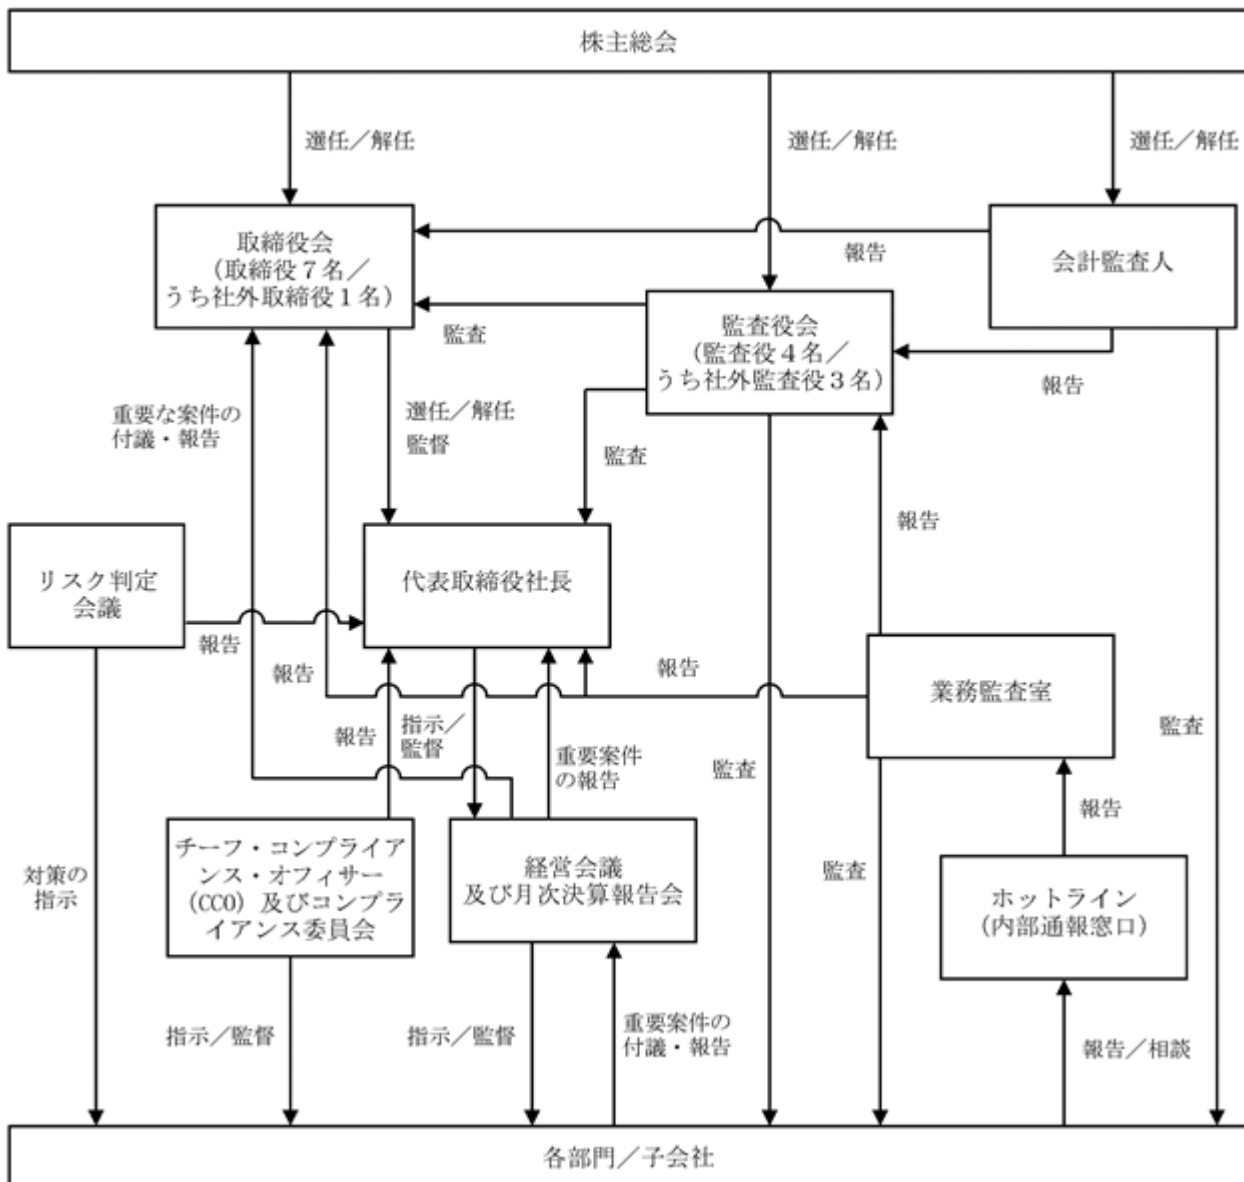 株主総会
選任／解任
選任／解任
選任／解任
取締役会
（取締役７名／
うち社外取締役１名）
報告
会計監査人
監査
監査役会
（監査役４名／
うち社外監査役３名）
報告
重要な案件の
付議・報告
選任／解任
監督
監査
報告
リスク判定
会議
代表取締役社長
報告
報告
報告
業務監査室
報告
指示／
監督
重要案件
の報告
監査
監査
報告
チーフ・コンプライア
ンス・オフィサー
（CCO）及びコンプラ
イアンス委員会
経営会議
及び月次決算報告会
対策の
指示
監査
ホットライン
（内部通報窓口）
指示／監督
指示／監督
重要案件の
付議・報告
報告／相談
各部門／子会社